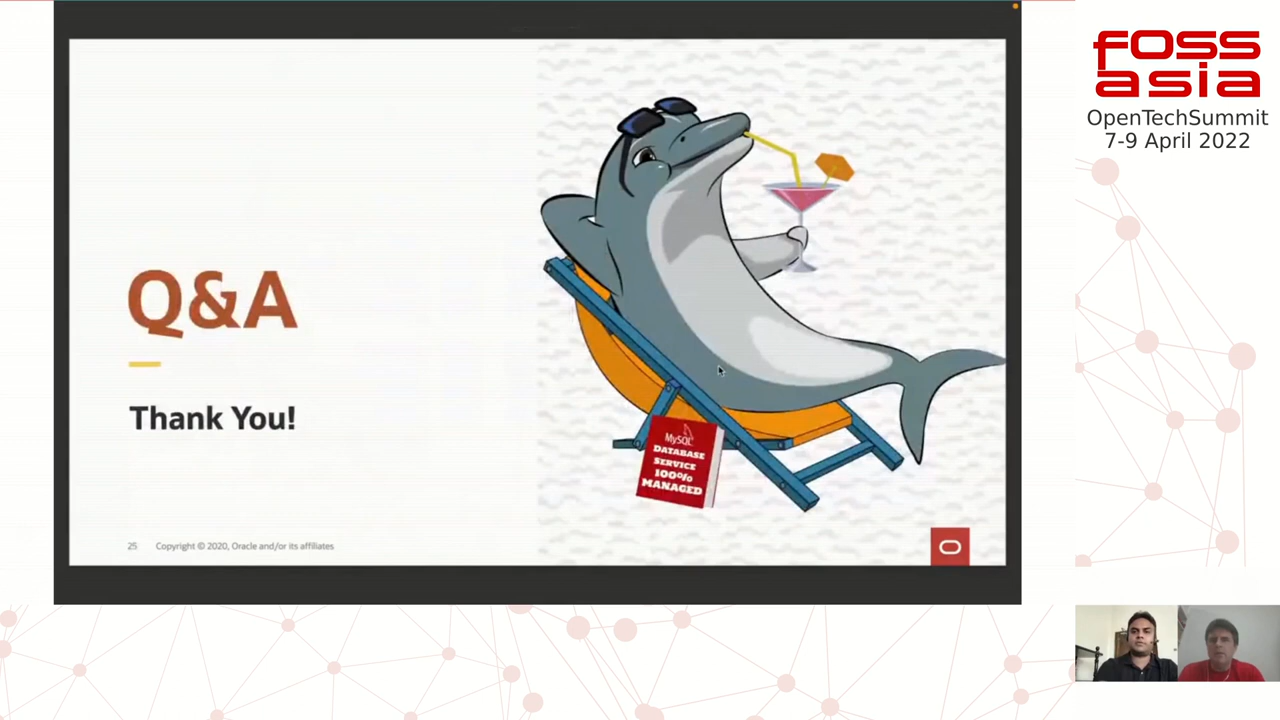 Q&A
Thank You!
MySQL
DATABASE
SERVICE
100%
MANAGED
25 Copyright © 2020, Oracle and/or its affiliates
fOSS
asia
OpenTechSummit
7-9 April 2022